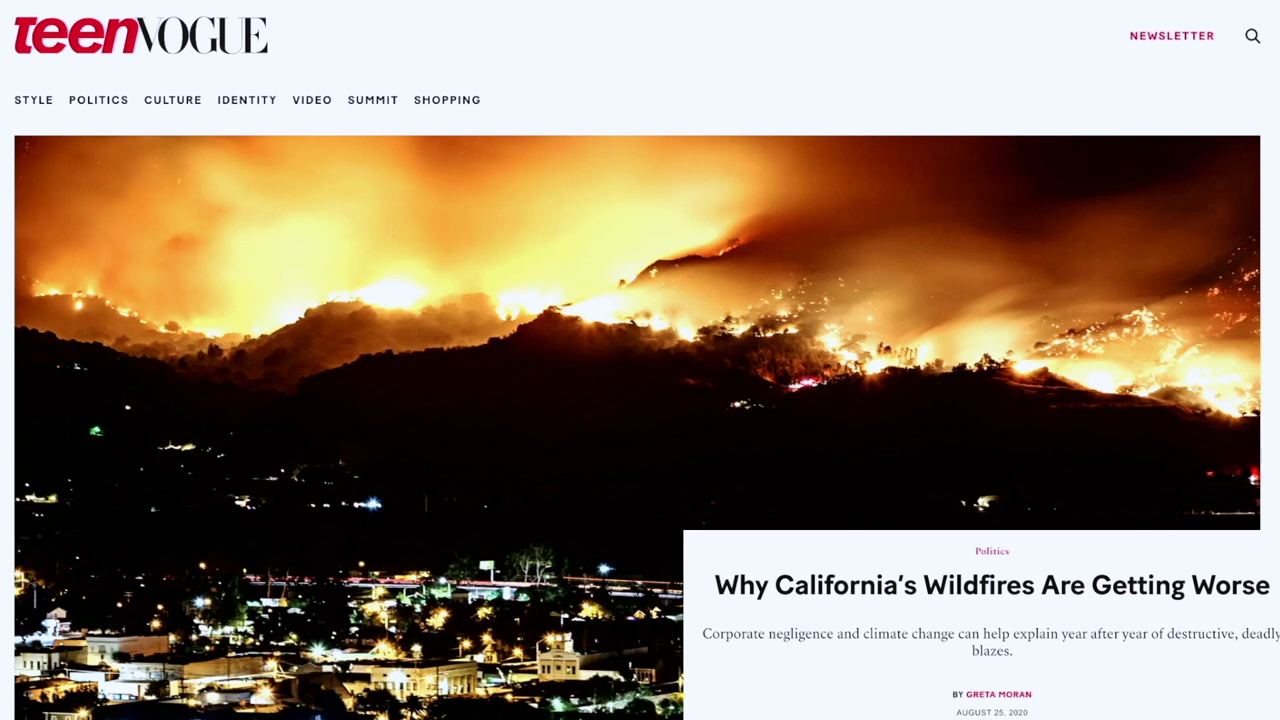 teenVOGUE
NEWSLETTER
STYLE POLITICS CULTURE IDENTITY VIDEO SUMMIT SHOPPING
Politics
Why California's Wildfires Are Getting Worse
Corporate negligence and climate change can help explain year after year of destructive, deadly
blazes.
BY GRETA MORAN
AUGUST 25, 2020